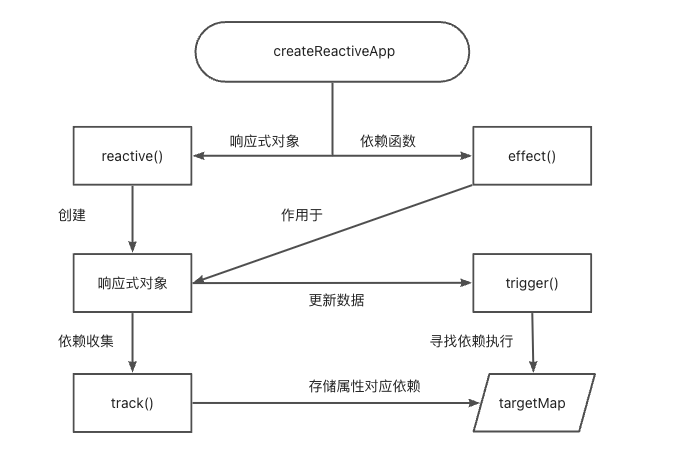 createReactiveApp
响应式对象
依赖函数
reactive()
effect()
创建
作用于
响应式对象
trigger()
更新数据
依赖收集
寻找依赖执行
存储属性对应依赖
track()
targetMap